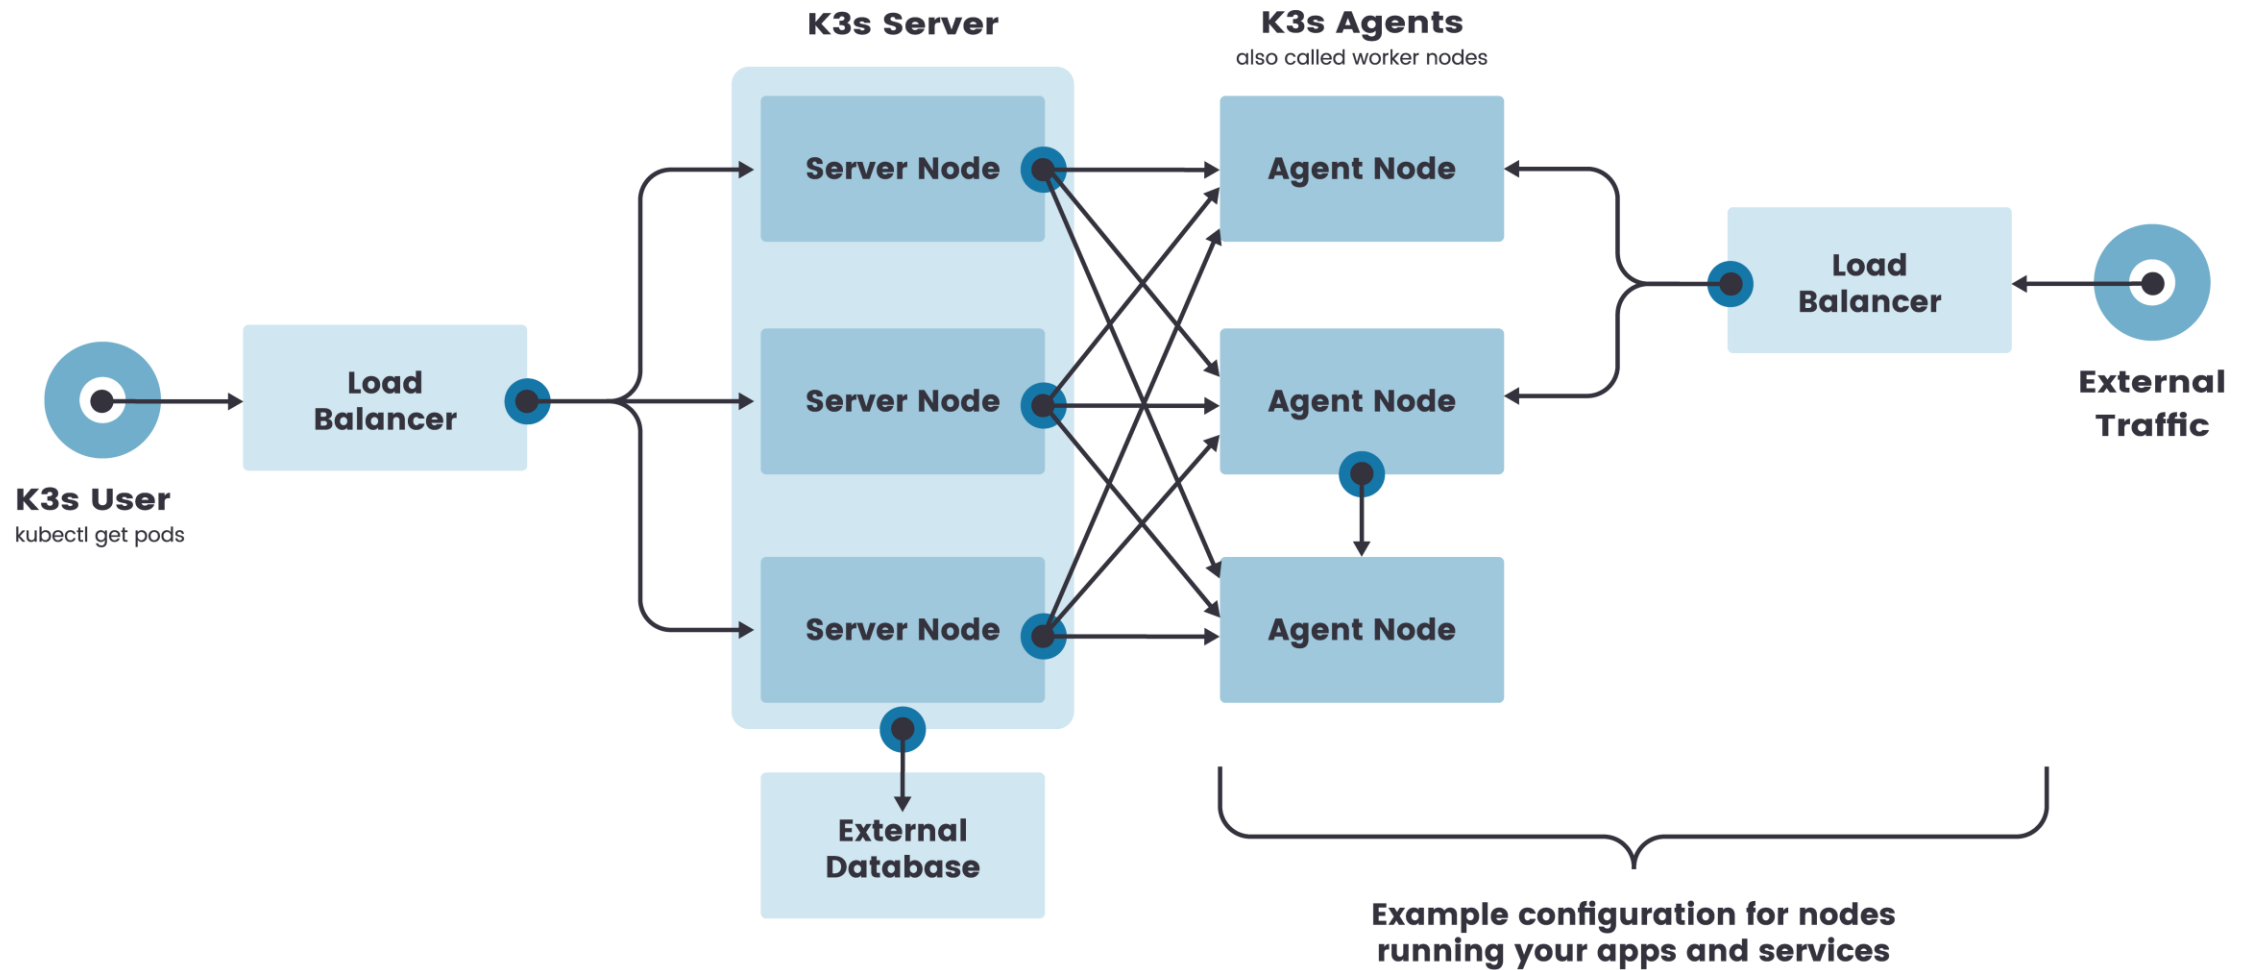 K3s Server
K3s Agents
also called worker nodes
Server Node
Agent Node
Load
Balancer
External
Traffic
Load
Balancer
Server Node
Agent Node
K3s User
kubectl get pods
Server Node
Agent Node
External
Database
Example configuration for nodes
running your apps and services